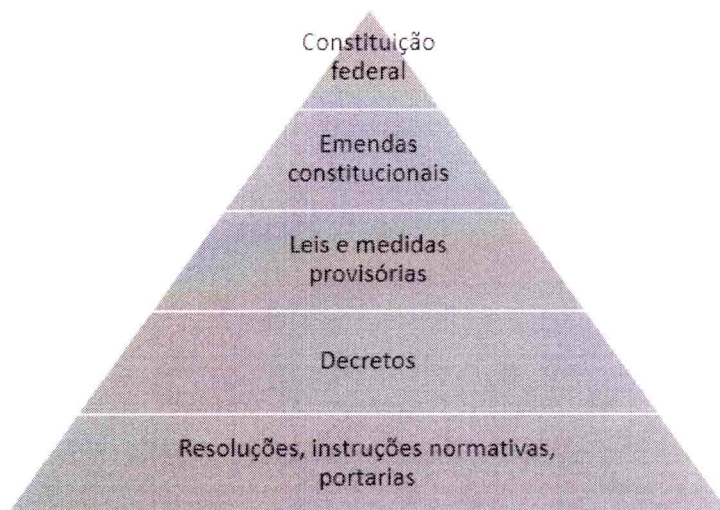 Constituição
federal
Emendas
constitucionais
Leis e medidas
provisórias
Decretos
Resoluções, instruções normativas,
portarias